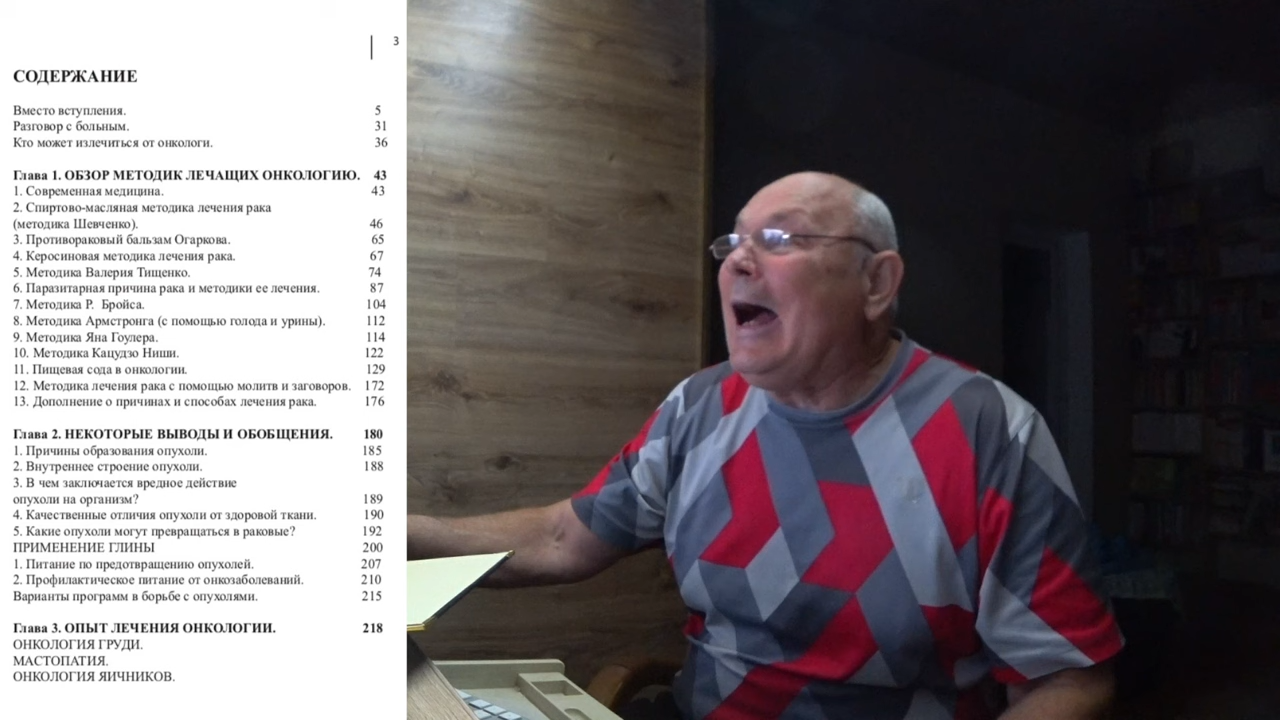 3
СОДЕРЖАНИЕ
Вместо вступления. 5
Разговор с больным. 31
Кто может излечиться от онкологи. 36
Глава 1. ОБЗОР МЕТОДИК ЛЕЧАЩИХ ОНКОЛОГИЮ. 43
1. Современная медицина. 43
2. Спиртово-масляная методика лечения рака
(методика Шевченко). 46
3. Противораковый бальзам Огаркова. 65
4. Керосиновая методика лечения рака. 67
5. Методика Валерия Тищенко. 74
6. Паразитарная причина рака и методики ее лечения. 87
7. Методика Р. Бройса. 104
8. Методика Армстронга (с помощью голода и урины). 112
9. Методика Яна Гоулера. 114
10. Методика Кацудзо Ниши. 122
11. Пищевая сода в онкологии. 129
12. Методика лечения рака с помощью молитв и заговоров. 172
13. Дополнение о причинах и способах лечения рака. 176
Глава 2. НЕКОТОРЫЕ ВЫВОДЫ И ОБОБЩЕНИЯ. 180
1. Причины образования опухоли. 185
2. Внутреннее строение опухоли. 188
3. В чем заключается вредное действие
опухоли на организм? 189
4. Качественные отличия опухоли от здоровой ткани. 190
5. Какие опухоли могут превращаться в раковые? 192
ПРИМЕНЕНИЕ ГЛИНЫ 200
1. Питание по предотвращению опухолей. 207
2. Профилактическое питание от онкозаболеваний. 210
Варианты программ в борьбе с опухолями. 215
Глава 3. ОПЫТ ЛЕЧЕНИЯ ОНКОЛОГИИ. 218
ОНКОЛОГИЯ ГРУДИ.
МАСТОПАТИЯ.
ОНКОЛОГИЯ ЯИЧНИКОВ.